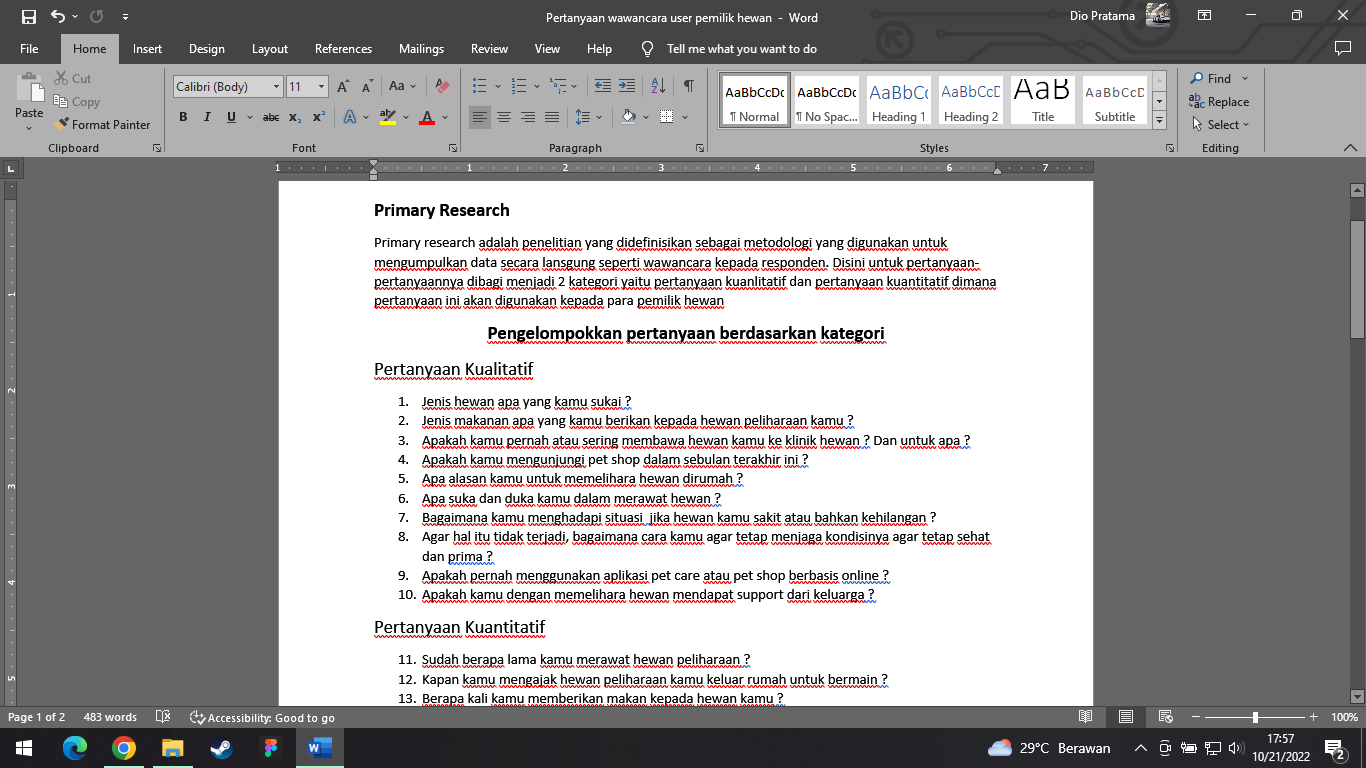 Pertanyaan wawancara user pemilik hewan - Word
Dio Pratama
File Home Insert Design Layout References Mailings Review View Help Tell me what you want to do
Paste
Cut
Copy
Format Painter
Clipboard
Calibri (Body) 11
Font
Paragraph
AaBbCcDc AaBbCcDc AaBbCc AaBbCcD AaB AaBbCcD
¶ Normal ¶ No Spac... Heading 1 Heading 2 Title Subtitle
Styles
Find
Replace
Select
Editing
1 1 2 3 4 5 6 7
Primary Research
Primary research adalah penelitian yang didefinisikan sebagai metodologi yang digunakan untuk
mengumpulkan data secara lansgung seperti wawancara kepada responden. Disini untuk pertanyaan-
pertanyaannya dibagi menjadi 2 kategori yaitu pertanyaan kuanlitatif dan pertanyaan kuantitatif dimana
pertanyaan ini akan digunakan kepada para pemilik hewan
Pengelompokkan pertanyaan berdasarkan kategori
Pertanyaan Kualitatif
1. Jenis hewan apa yang kamu sukai ?
2. Jenis makanan apa yang kamu berikan kepada hewan peliharaan kamu ?
3. Apakah kamu pernah atau sering membawa hewan kamu ke klinik hewan ? Dan untuk apa ?
4. Apakah kamu mengunjungi pet shop dalam sebulan terakhir ini ?
5. Apa alasan kamu untuk memelihara hewan dirumah ?
6. Apa suka dan duka kamu dalam merawat hewan ?
7. Bagaimana kamu menghadapi situasi  jika hewan kamu sakit atau bahkan kehilangan ?
8. Agar hal itu tidak terjadi, bagaimana cara kamu agar tetap menjaga kondisinya agar tetap sehat
dan prima ?
9. Apakah pernah menggunakan aplikasi pet care atau pet shop berbasis online ?
10. Apakah kamu dengan memelihara hewan mendapat support dari keluarga ?
Pertanyaan Kuantitatif
11. Sudah berapa lama kamu merawat hewan peliharaan ?
12. Kapan kamu mengajak hewan peliharaan kamu keluar rumah untuk bermain ?
13. Berapa kali kamu memberikan makan kepada hewan kamu ?
Page 1 of 2 483 words Accessibility: Good to go 100%
29°C Berawan
17:57
10/21/2022
2